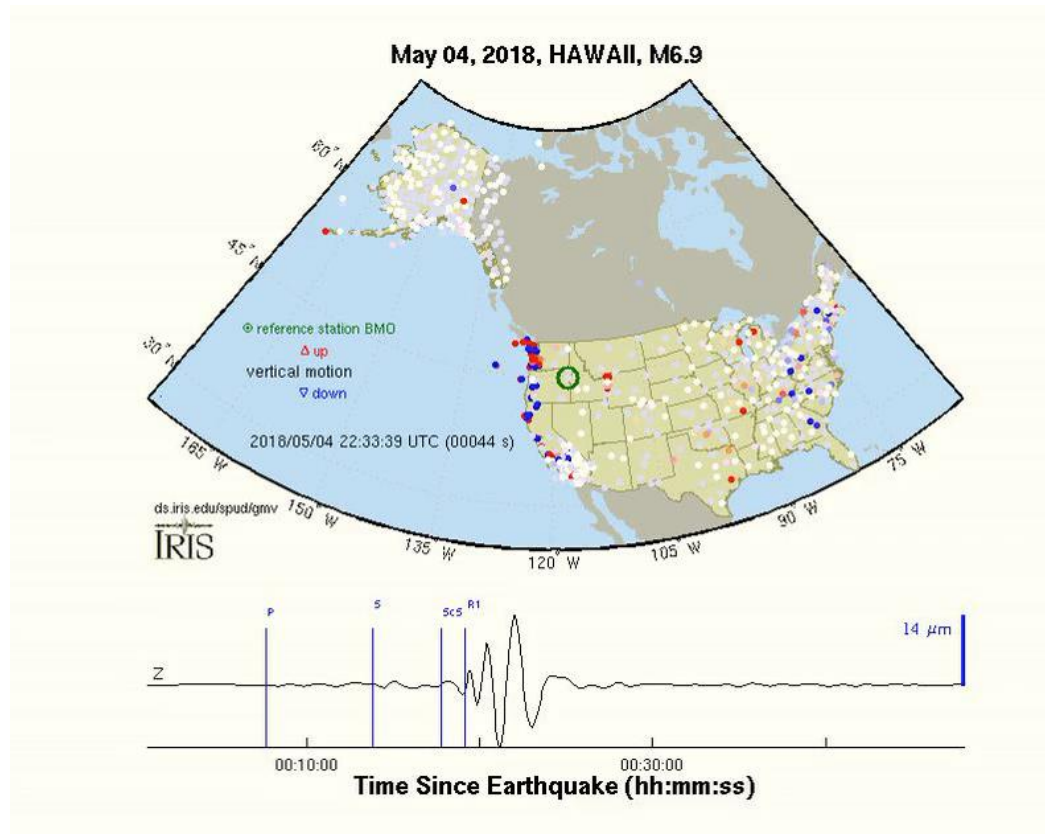 May 04, 2018, HAWAII, M6.9
60° N
45° N
30° N
reference station BMO
up
vertical motion
down
2018/05/04 22:33:39 UTC (00044 s)
165° W
150° W
135° W
120° W
105° W
90° W
75° W
ds.iris.edu/spud/gmv
IRIS
P
S
ScS
R1
14 μm
Z
00:10:00
00:30:00
Time Since Earthquake (hh:mm:ss)